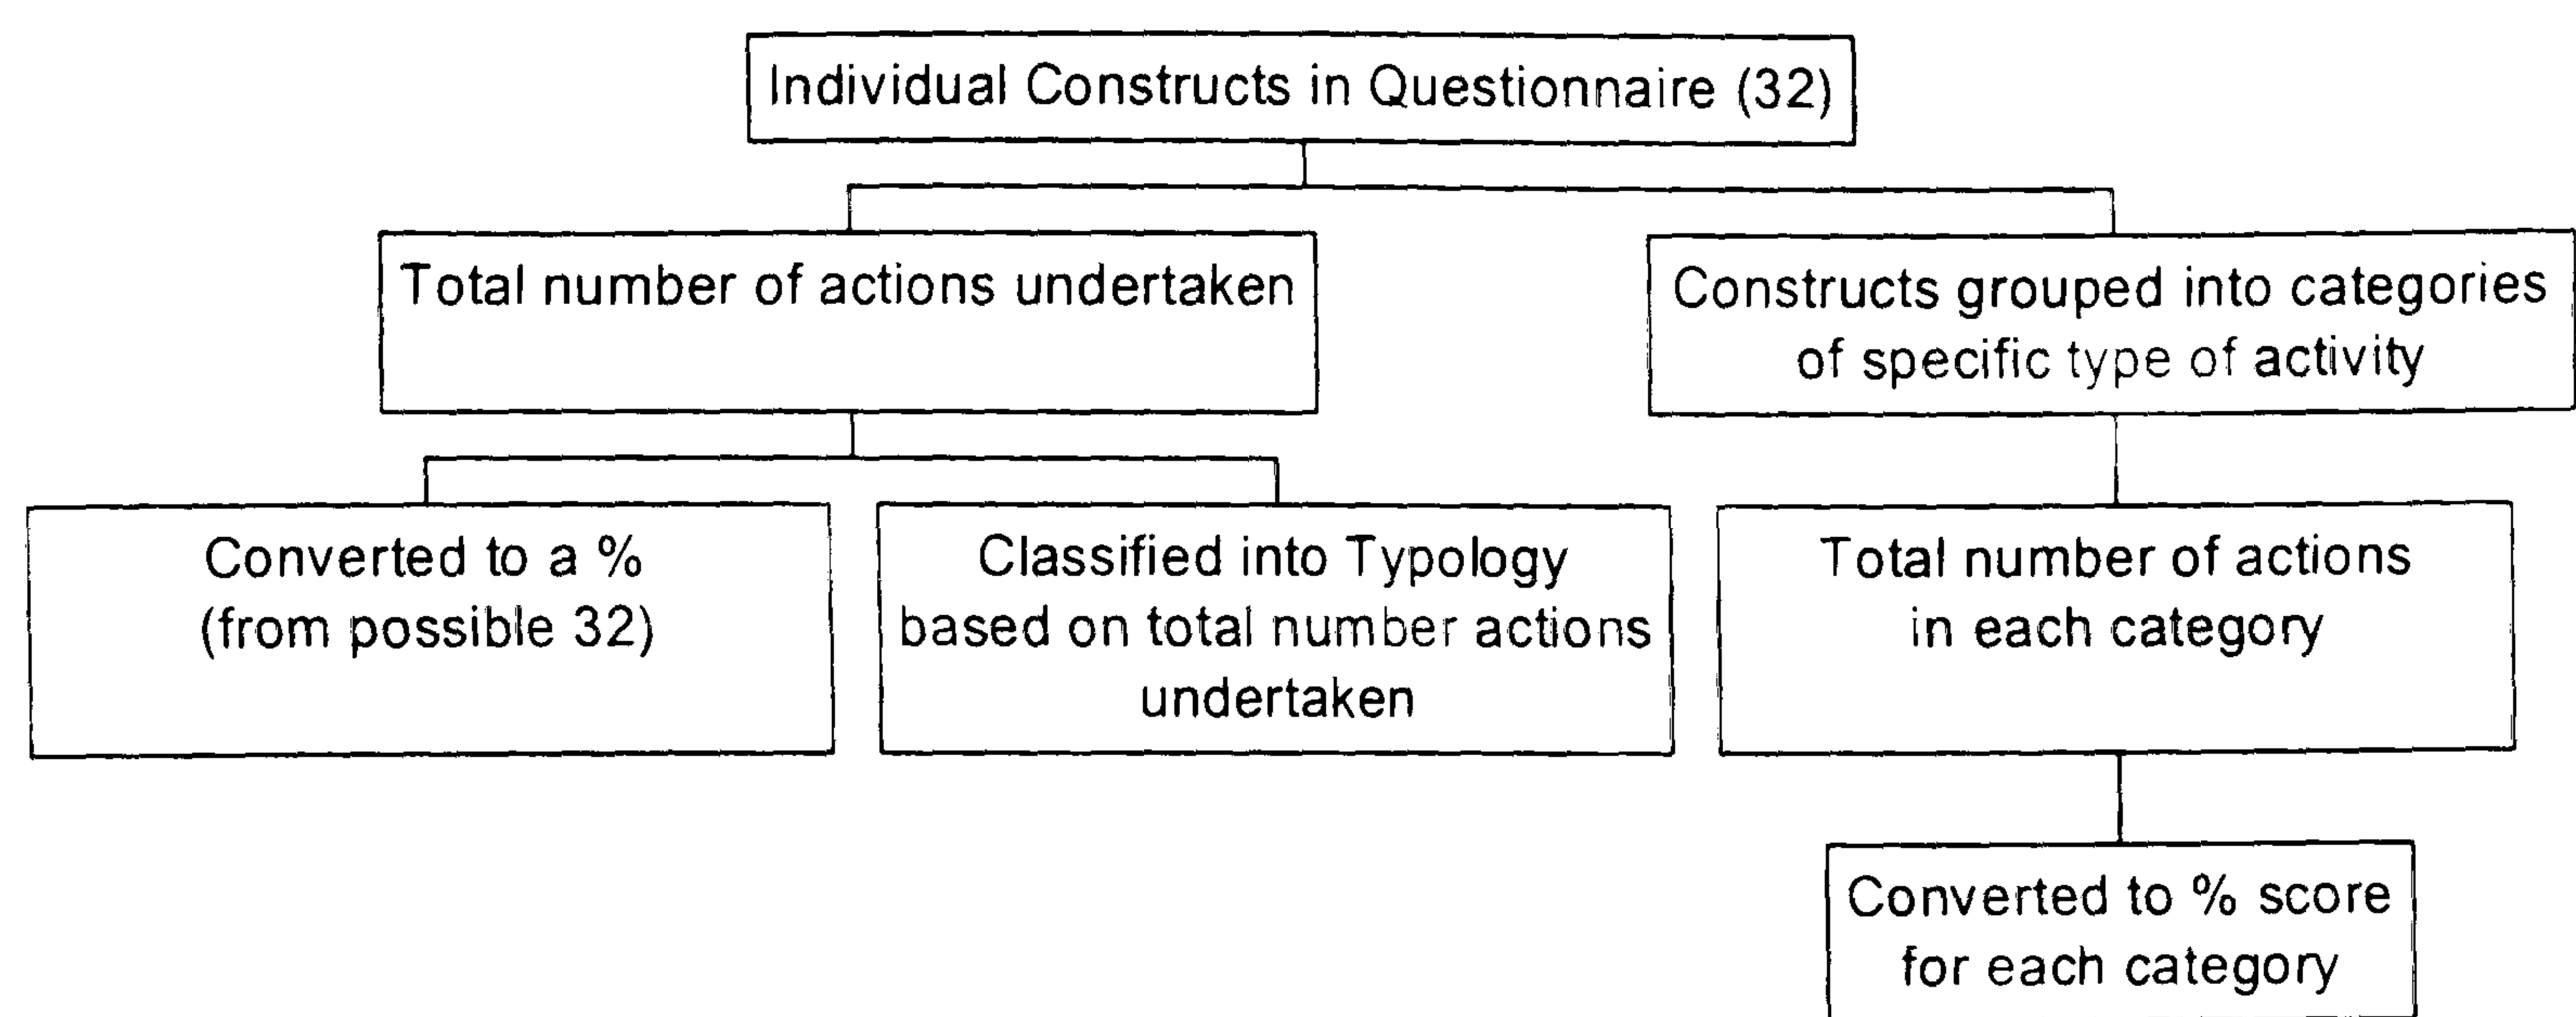 Individual Constructs in Questionnaire (32)
Total number of actions undertaken
Constructs grouped into categories
of specific type of activity
Converted to a %
(from possible 32)
Classified into Typology
based on total number actions
undertaken
Total number of actions
in each category
Converted to % score
for each category